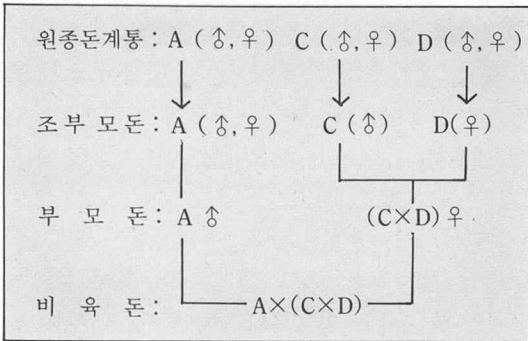 원종돈계통 : A (♂, ♀) C (♂, ♀) D (♂, ♀)
조부 모돈 : A (♂, ♀) C (♂) D(♀)
부 모 돈 : A ♂ (C×D) ♀
비 육 돈 : A×(C×D)